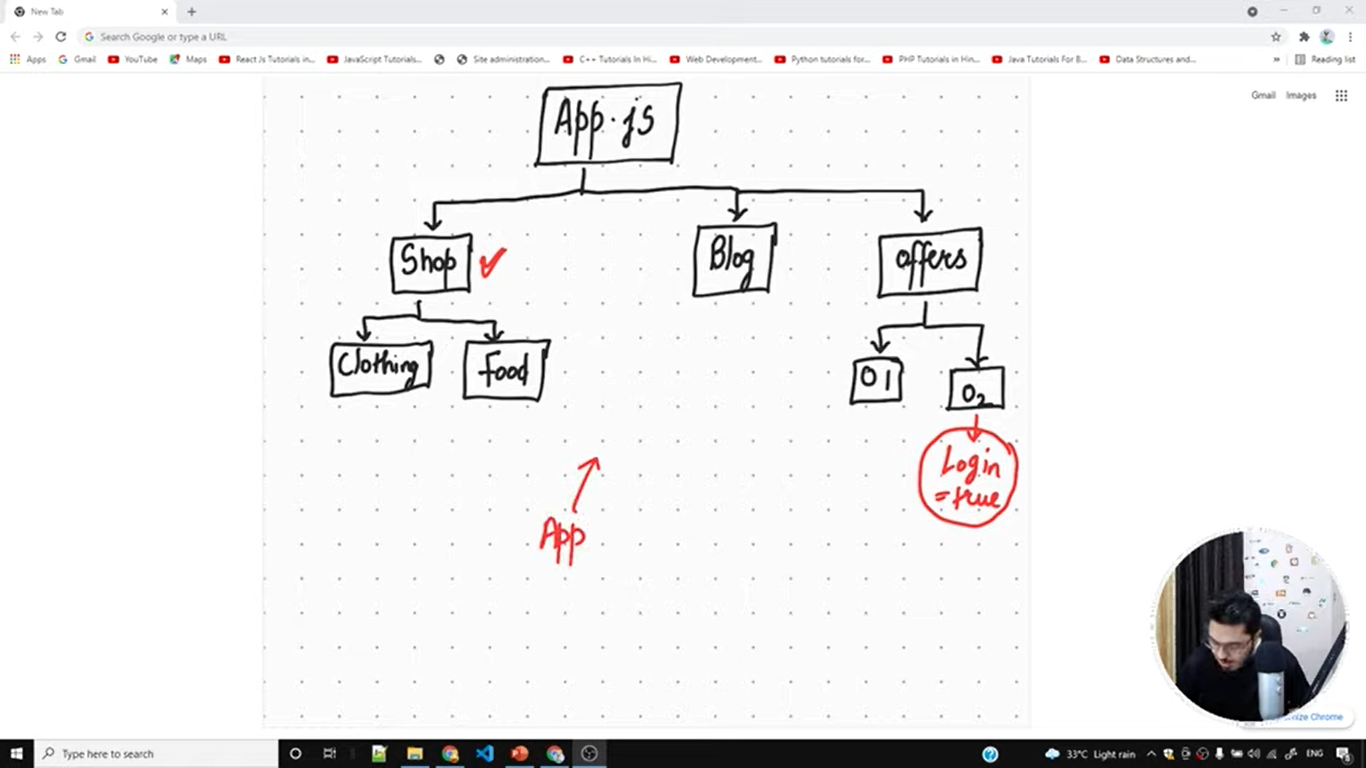 New Tab
Search Google or type a URL
Apps Gmail YouTube Maps React Js Tutorials in... JavaScript Tutorials... Site administration... C++ Tutorials In Hi... Web Development... Python tutorials for... PHP Tutorials in Hin... Java Tutorials For B... Data Structures and... » Reading list
Gmail Images
App.js
Shop Blog offers
Clothing food O1 O2
Login
=true
App
mize Chrome
Type here to search
33°C Light rain ENG